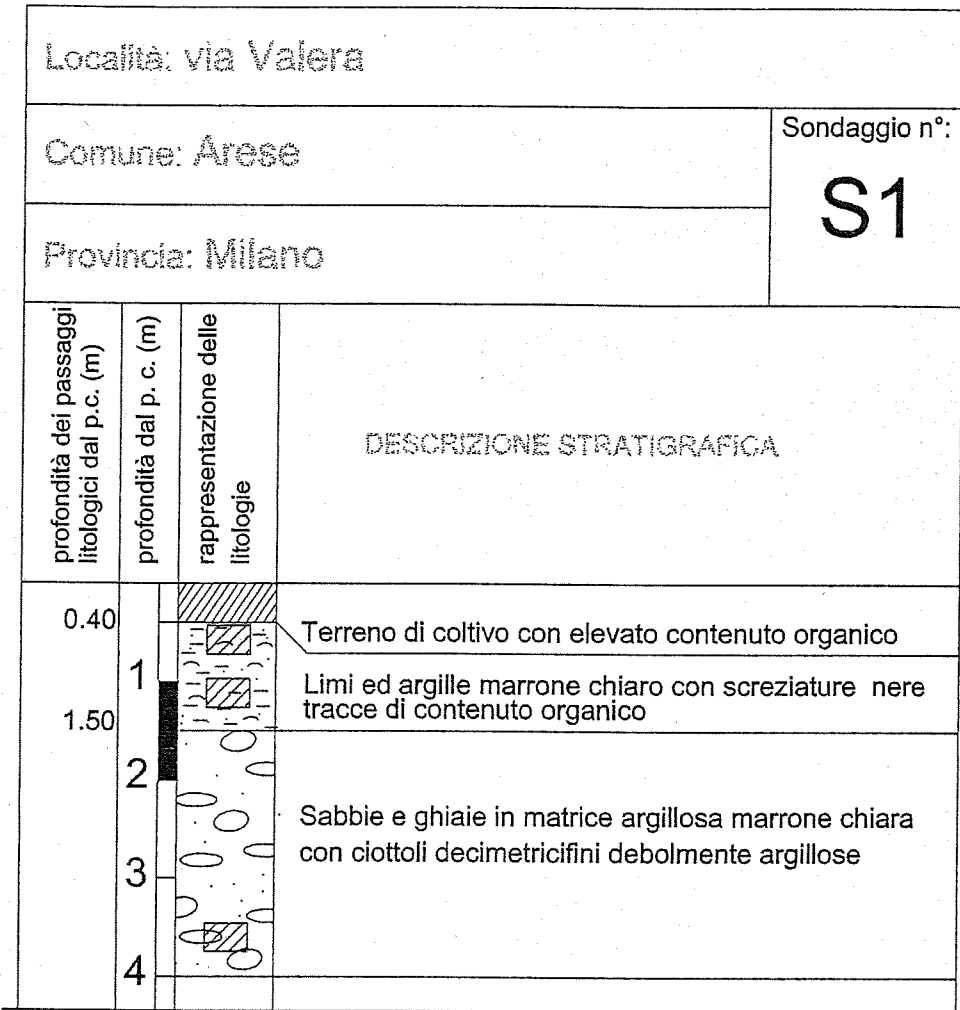 Località: via Valera
Comune: Arese
Sondaggio n°:
S1
Provincia: Milano
profondità dei passaggi
litologici dal p.c. (m)
profondità dal p. c. (m)
rappresentazione delle
litologie
DESCRIZIONE STRATIGRAFICA
0.40
Terreno di coltivo con elevato contenuto organico
1
Limi ed argille marrone chiaro con screziature nere
tracce di contenuto organico
1.50
2
Sabbie e ghiaie in matrice argillosa marrone chiara
con ciottoli decimetricifini debolmente argillose
3
4